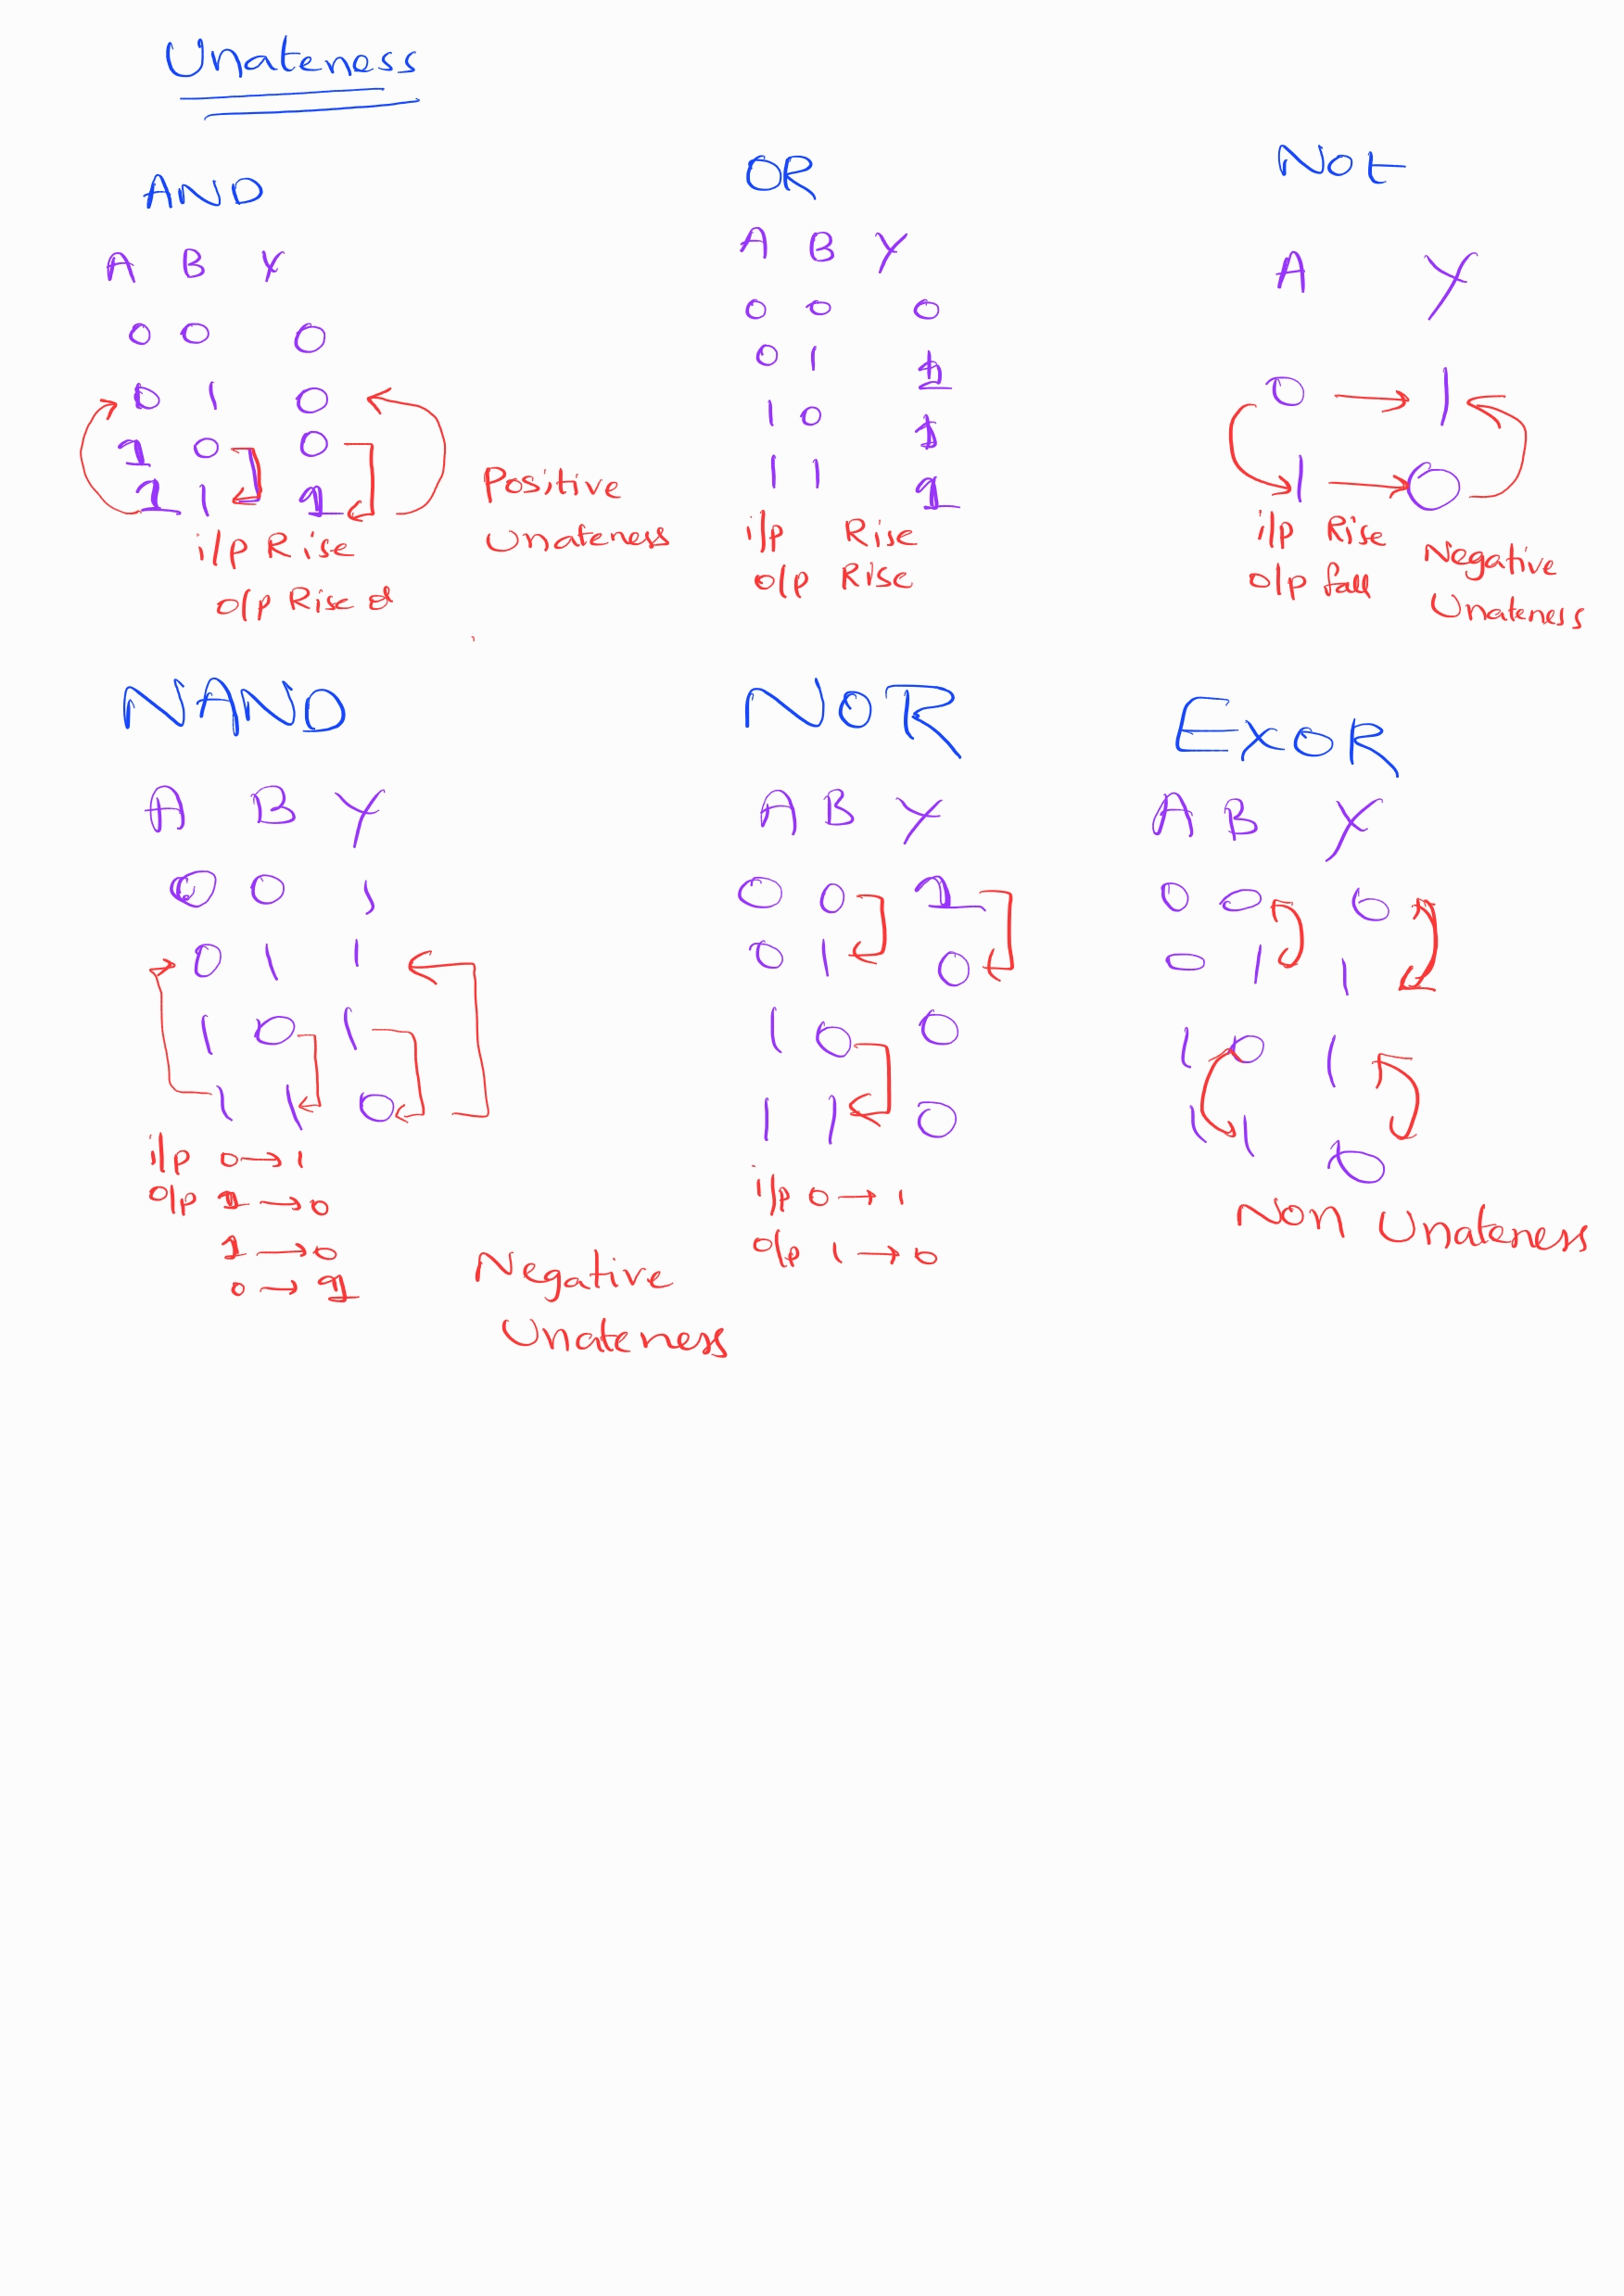 Unateness
AND
A B Y
0 0 0
0 1 0
1 0 0
1 1 1
i/p Rise
o/p Rise d
Positive
Unateness
OR
A B Y
0 0 0
0 1 1
1 0 1
1 1 1
i/p Rise
o/p Rise
Not
A Y
0 → 1
1 → 0
i/p Rise
o/p fall
Negative
Unateness
NAND
A B Y
0 0 1
0 1 1
1 0 1
1 1 0
i/p 0 → 1
o/p 1 → 0
1 → 0
0 → 1
Negative
Unateness
NOR
A B Y
0 0 1
0 1 0
1 0 0
1 1 0
i/p 0 → 1
o/p 1 → 0
ExOR
A B Y
0 0 0
0 1 1
1 0 1
1 1 0
Non Unateness